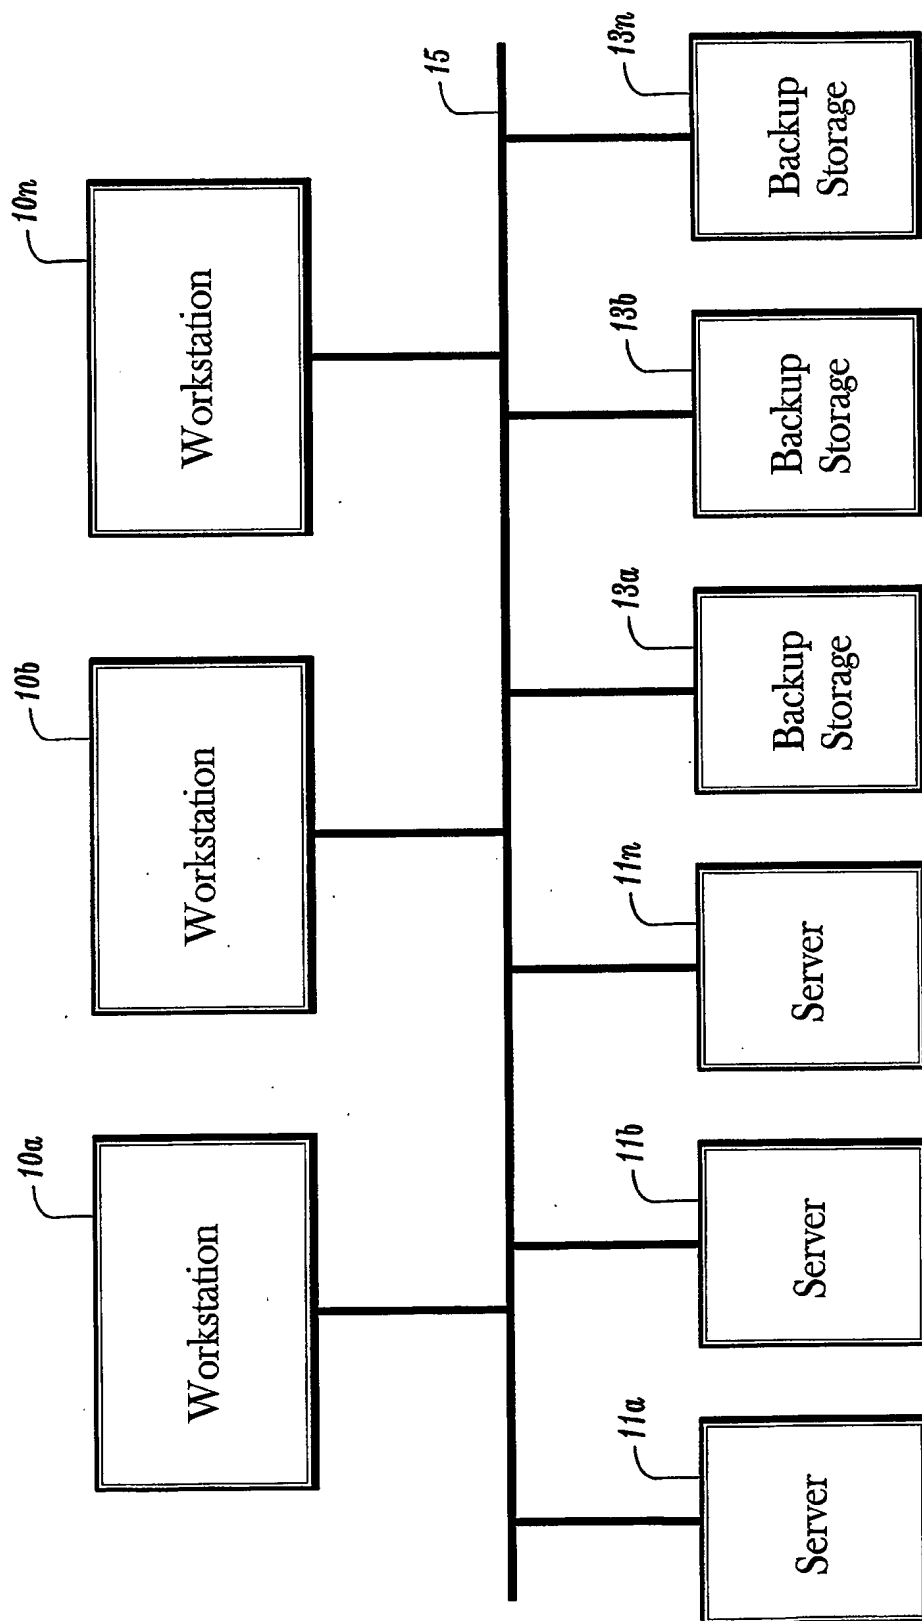 10a
Workstation
10b
Workstation
10n
Workstation
15
11a
Server
11b
Server
11n
Server
13a
Backup
Storage
13b
Backup
Storage
13n
Backup
Storage